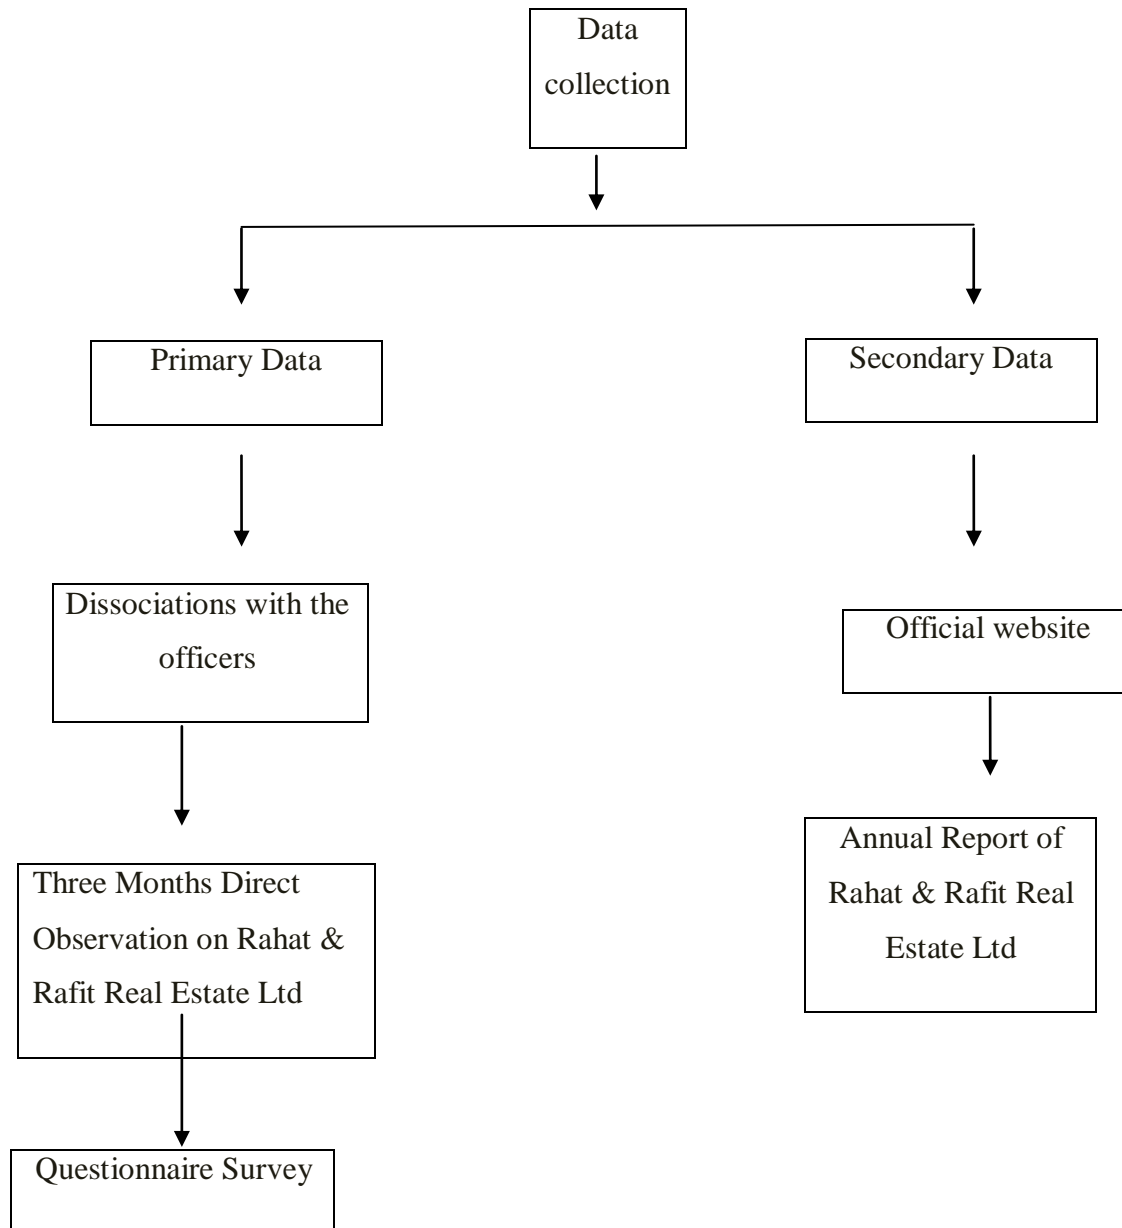 Data
collection
Primary Data
Secondary Data
Dissociations with the
officers
Official website
Three Months Direct
Observation on Rahat &
Rafit Real Estate Ltd
Annual Report of
Rahat & Rafit Real
Estate Ltd
Questionnaire Survey